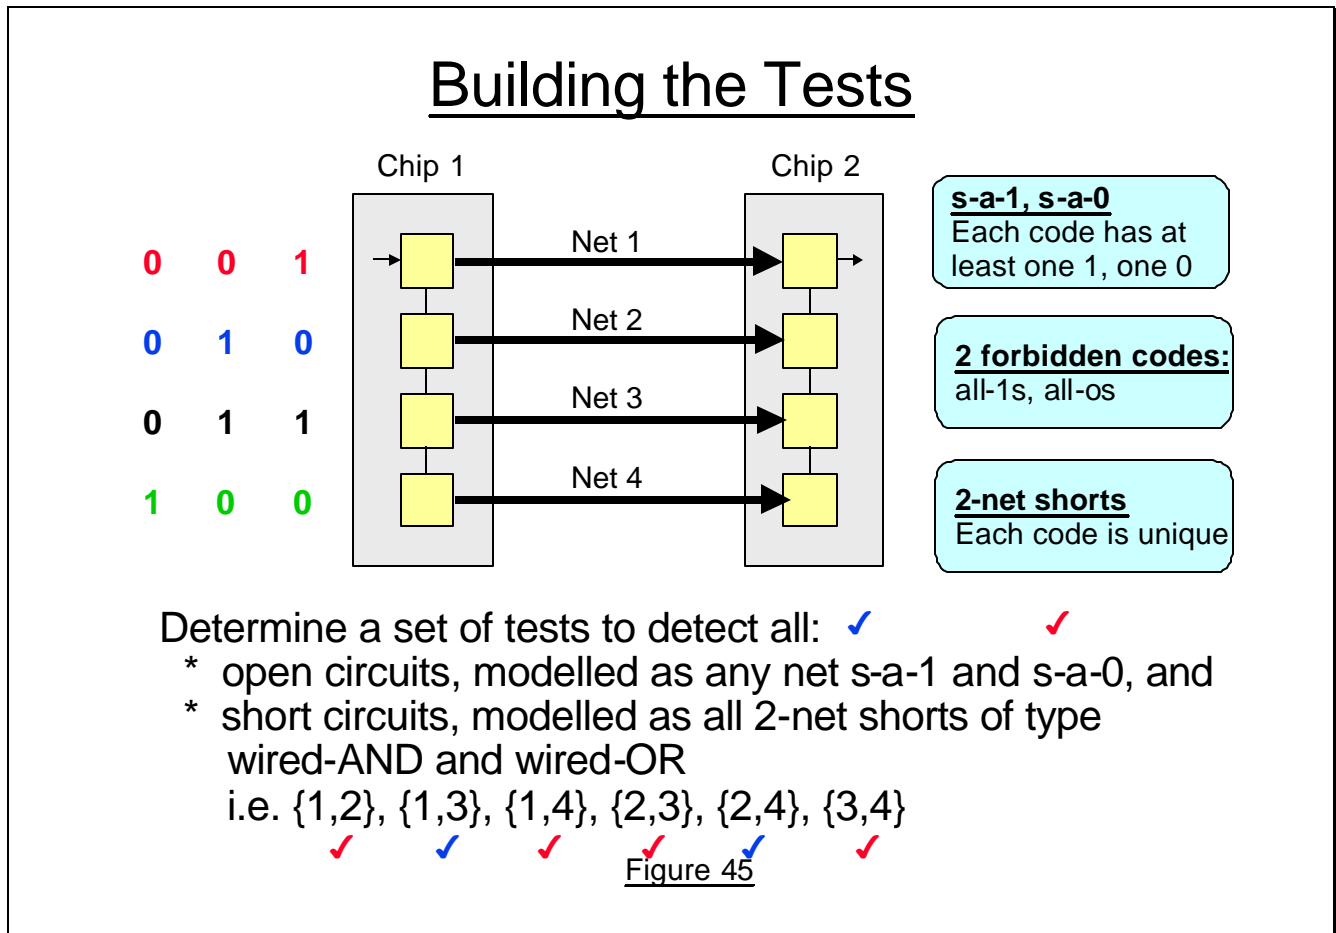 Building the Tests
Chip 1
Chip 2
0 0 1
Net 1
s-a-1, s-a-0
Each code has at
least one 1, one 0
0 1 0
Net 2
2 forbidden codes:
all-1s, all-os
0 1 1
Net 3
1 0 0
Net 4
2-net shorts
Each code is unique
Determine a set of tests to detect all: ✓ ✓
* open circuits, modelled as any net s-a-1 and s-a-0, and
* short circuits, modelled as all 2-net shorts of type
wired-AND and wired-OR
i.e. {1,2}, {1,3}, {1,4}, {2,3}, {2,4}, {3,4}
✓ ✓ ✓ ✓ ✓ ✓
Figure 45